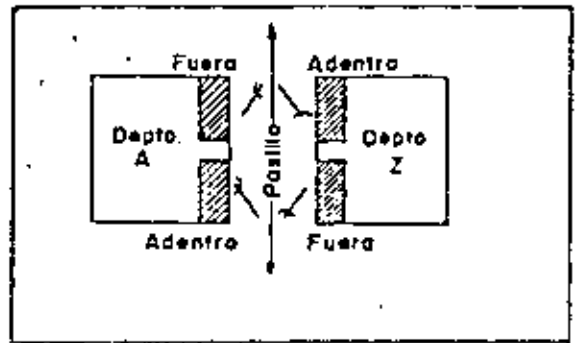 Fuera
Adentro
Depto.
A
Pasillo
Depto
Z
Adentro
Fuera